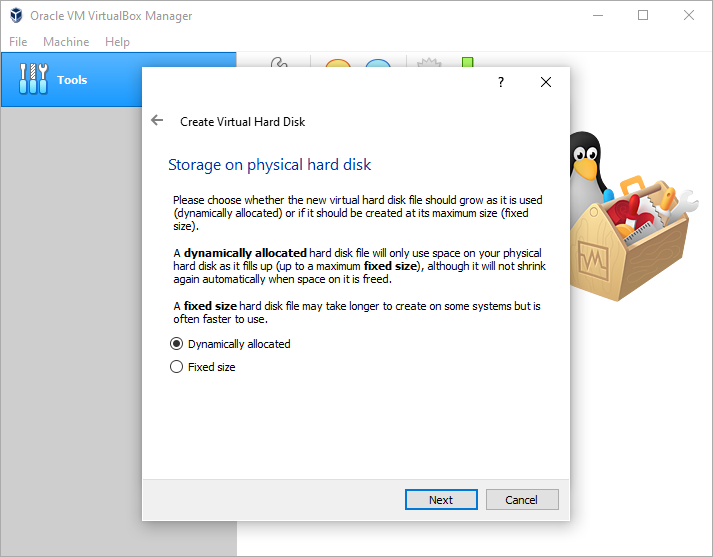 Oracle VM VirtualBox Manager
File Machine Help
Tools
?
Create Virtual Hard Disk
Storage on physical hard disk
Please choose whether the new virtual hard disk file should grow as it is used
(dynamically allocated) or if it should be created at its maximum size (fixed
size).
A dynamically allocated hard disk file will only use space on your physical
hard disk as it fills up (up to a maximum fixed size), although it will not shrink
again automatically when space on it is freed.
A fixed size hard disk file may take longer to create on some systems but is
often faster to use.
Dynamically allocated
Fixed size
Next Cancel